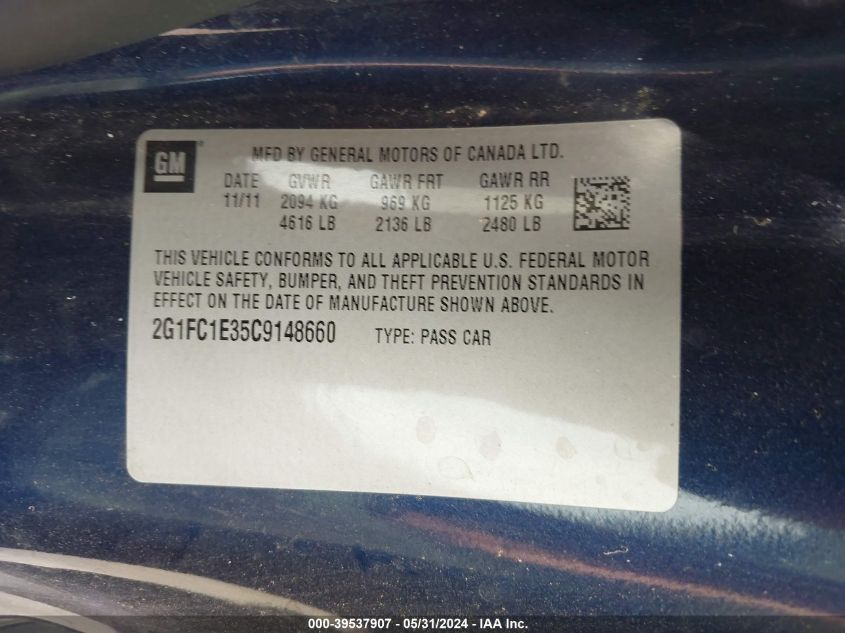 GM
MFD BY GENERAL MOTORS OF CANADA LTD.
DATE GVWR GAWR FRT GAWR RR
11/11 2094 KG 969 KG 1125 KG
4616 LB 2136 LB 2480 LB
THIS VEHICLE CONFORMS TO ALL APPLICABLE U.S. FEDERAL MOTOR
VEHICLE SAFETY, BUMPER, AND THEFT PREVENTION STANDARDS IN
EFFECT ON THE DATE OF MANUFACTURE SHOWN ABOVE.
2G1FC1E35C9148660 TYPE: PASS CAR
000-39537907 - 05/31/2024 - IAA Inc.